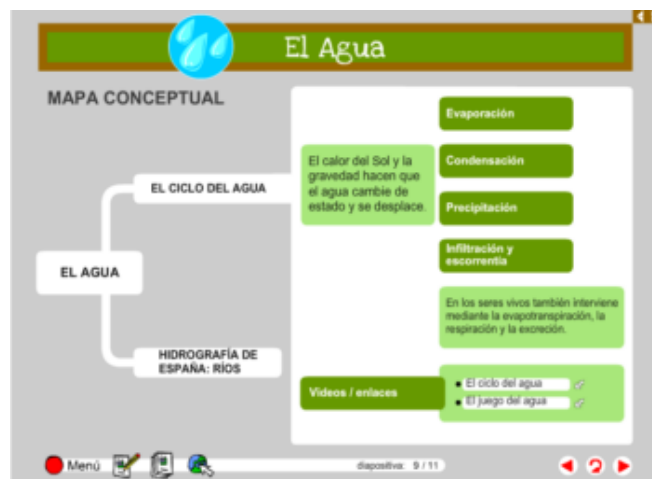 El Agua
MAPA CONCEPTUAL
EL AGUA
EL CICLO DEL AGUA
El calor del Sol y la
gravedad hacen que
el agua cambie de
estado y se desplace.
Evaporación
Condensación
Precipitación
Infiltración y
escorrentía
En los seres vivos también interviene
mediante la evapotranspiración, la
respiración y la excreción.
HIDROGRAFÍA DE
ESPAÑA: RÍOS
Videos / enlaces
El ciclo del agua
El juego del agua
Menú
diapositiva: 9 / 11